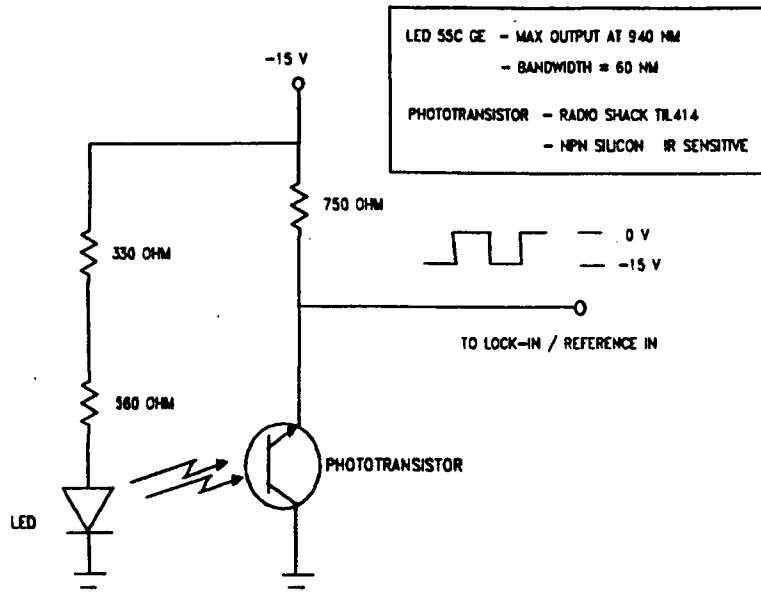 LED 55C GE - MAX OUTPUT AT 940 NM
- BANDWIDTH = 60 NM
PHOTOTRANSISTOR - RADIO SHACK TIL414
- NPN SILICON IR SENSITIVE
-15 V
750 OHM
330 OHM
0 V
-15 V
TO LOCK-IN / REFERENCE IN
560 OHM
PHOTOTRANSISTOR
LED